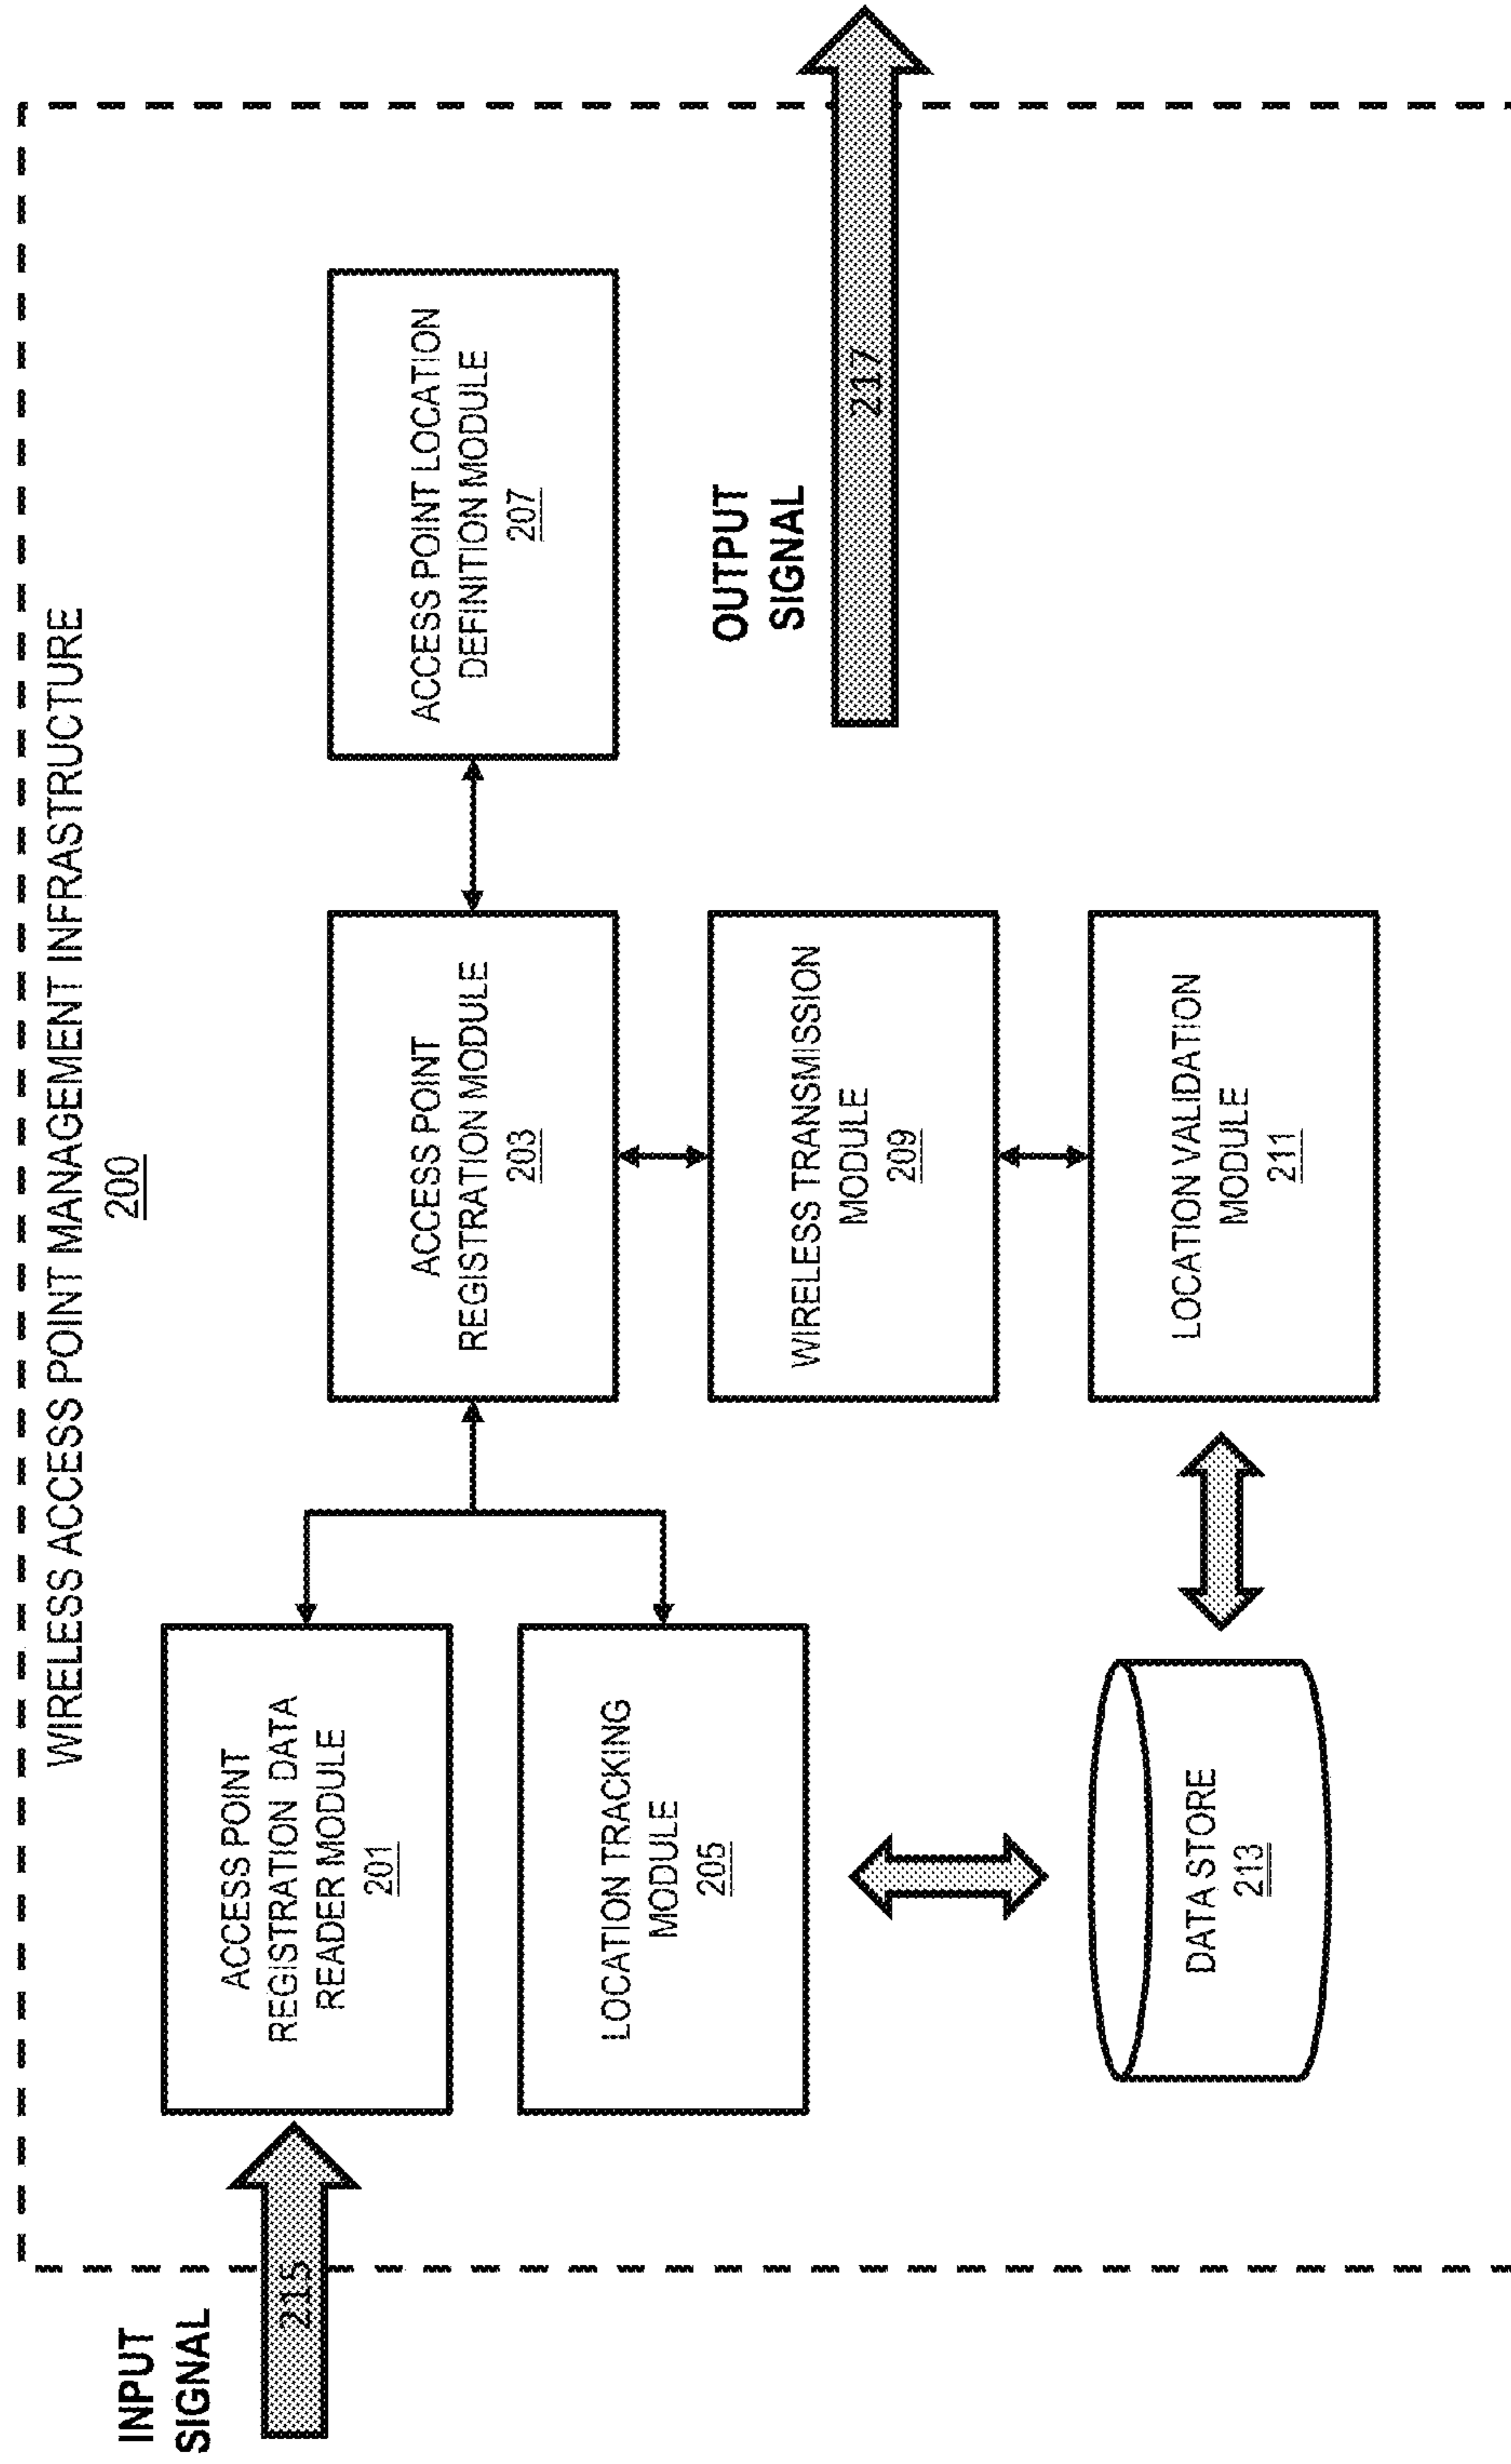 WIRELESS ACCESS POINT MANAGEMENT INFRASTRUCTURE
200
INPUT
SIGNAL
215
ACCESS POINT
REGISTRATION DATA
READER MODULE
201
LOCATION TRACKING
MODULE
205
DATA STORE
213
ACCESS POINT
REGISTRATION MODULE
203
WIRELESS TRANSMISSION
MODULE
209
LOCATION VALIDATION
MODULE
211
ACCESS POINT LOCATION
DEFINITION MODULE
207
OUTPUT
SIGNAL
217